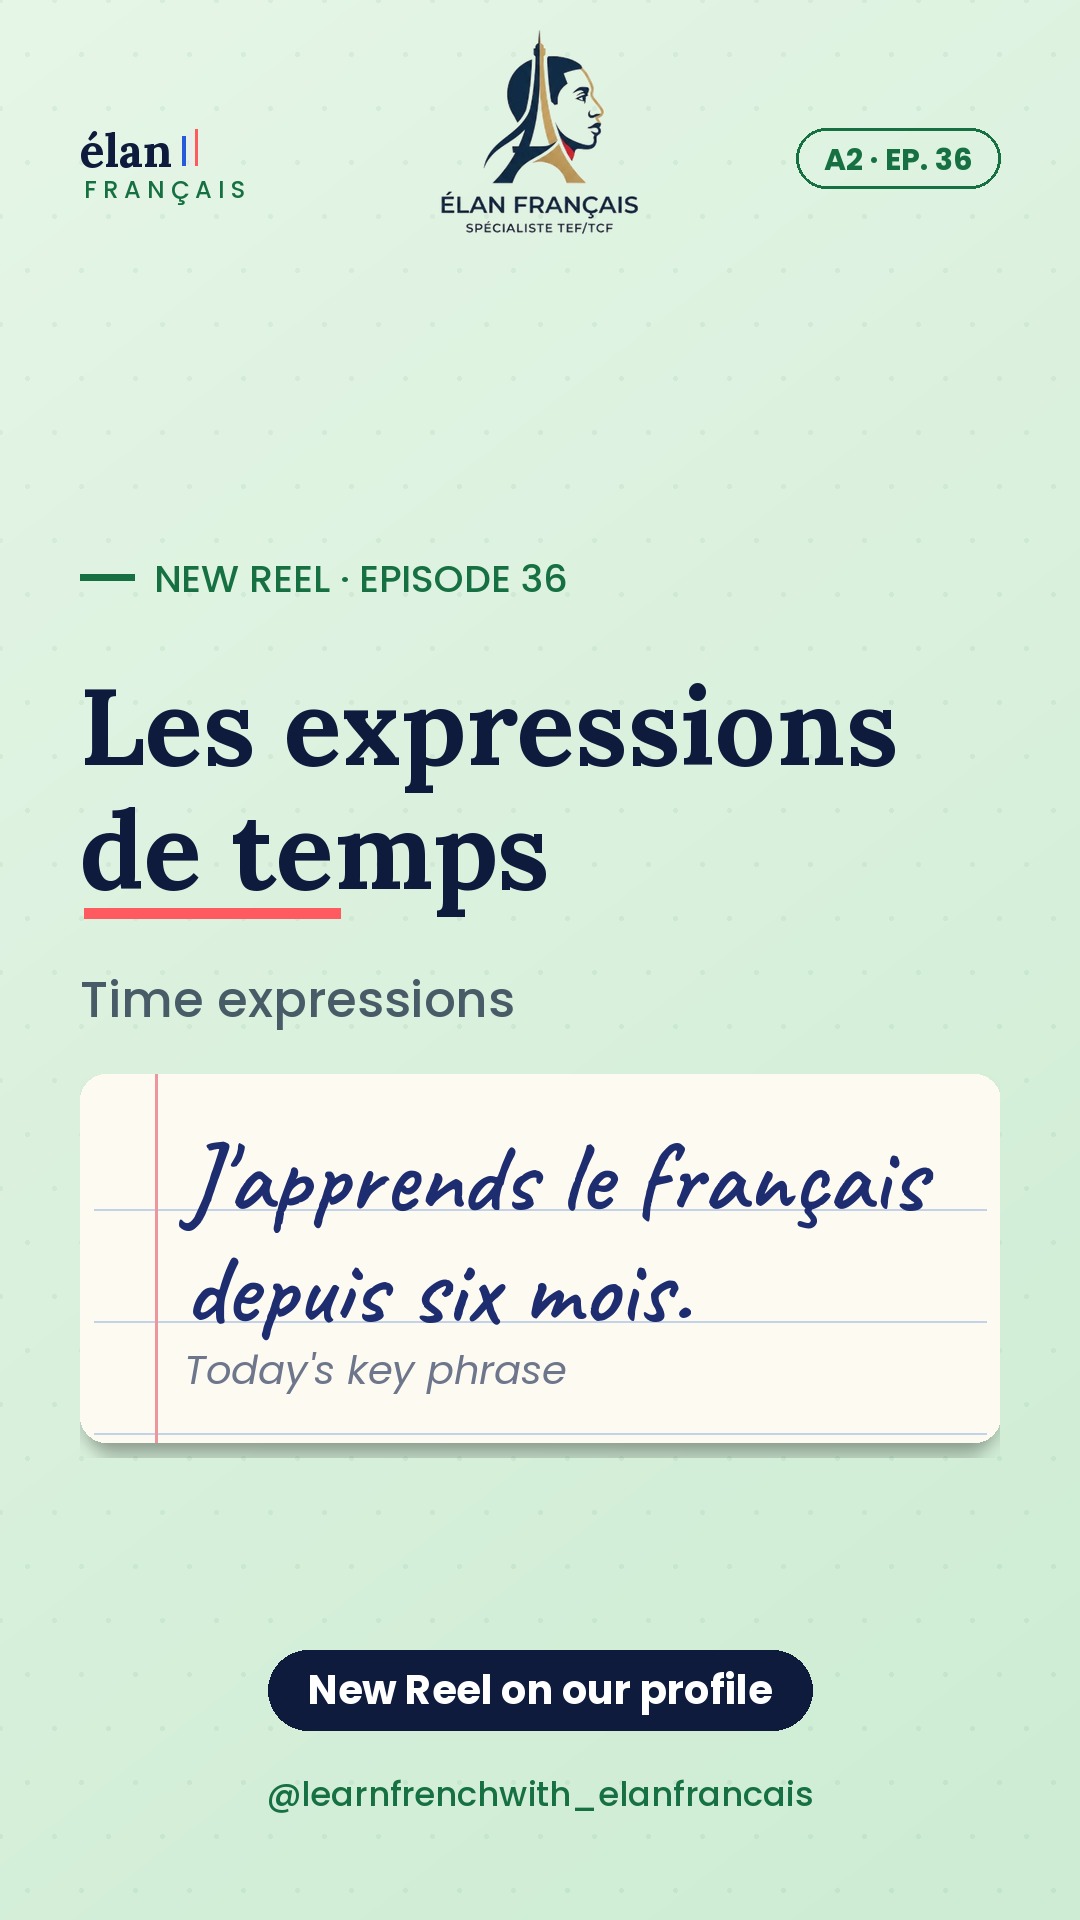 élan
FRANÇAIS
ÉLAN FRANÇAIS
SPÉCIALISTE TEF/TCF
A2 · EP. 36
NEW REEL · EPISODE 36
Les expressions
de temps
Time expressions
J'apprends le français
depuis six mois.
Today's key phrase
New Reel on our profile
@learnfrenchwith_elanfrancais